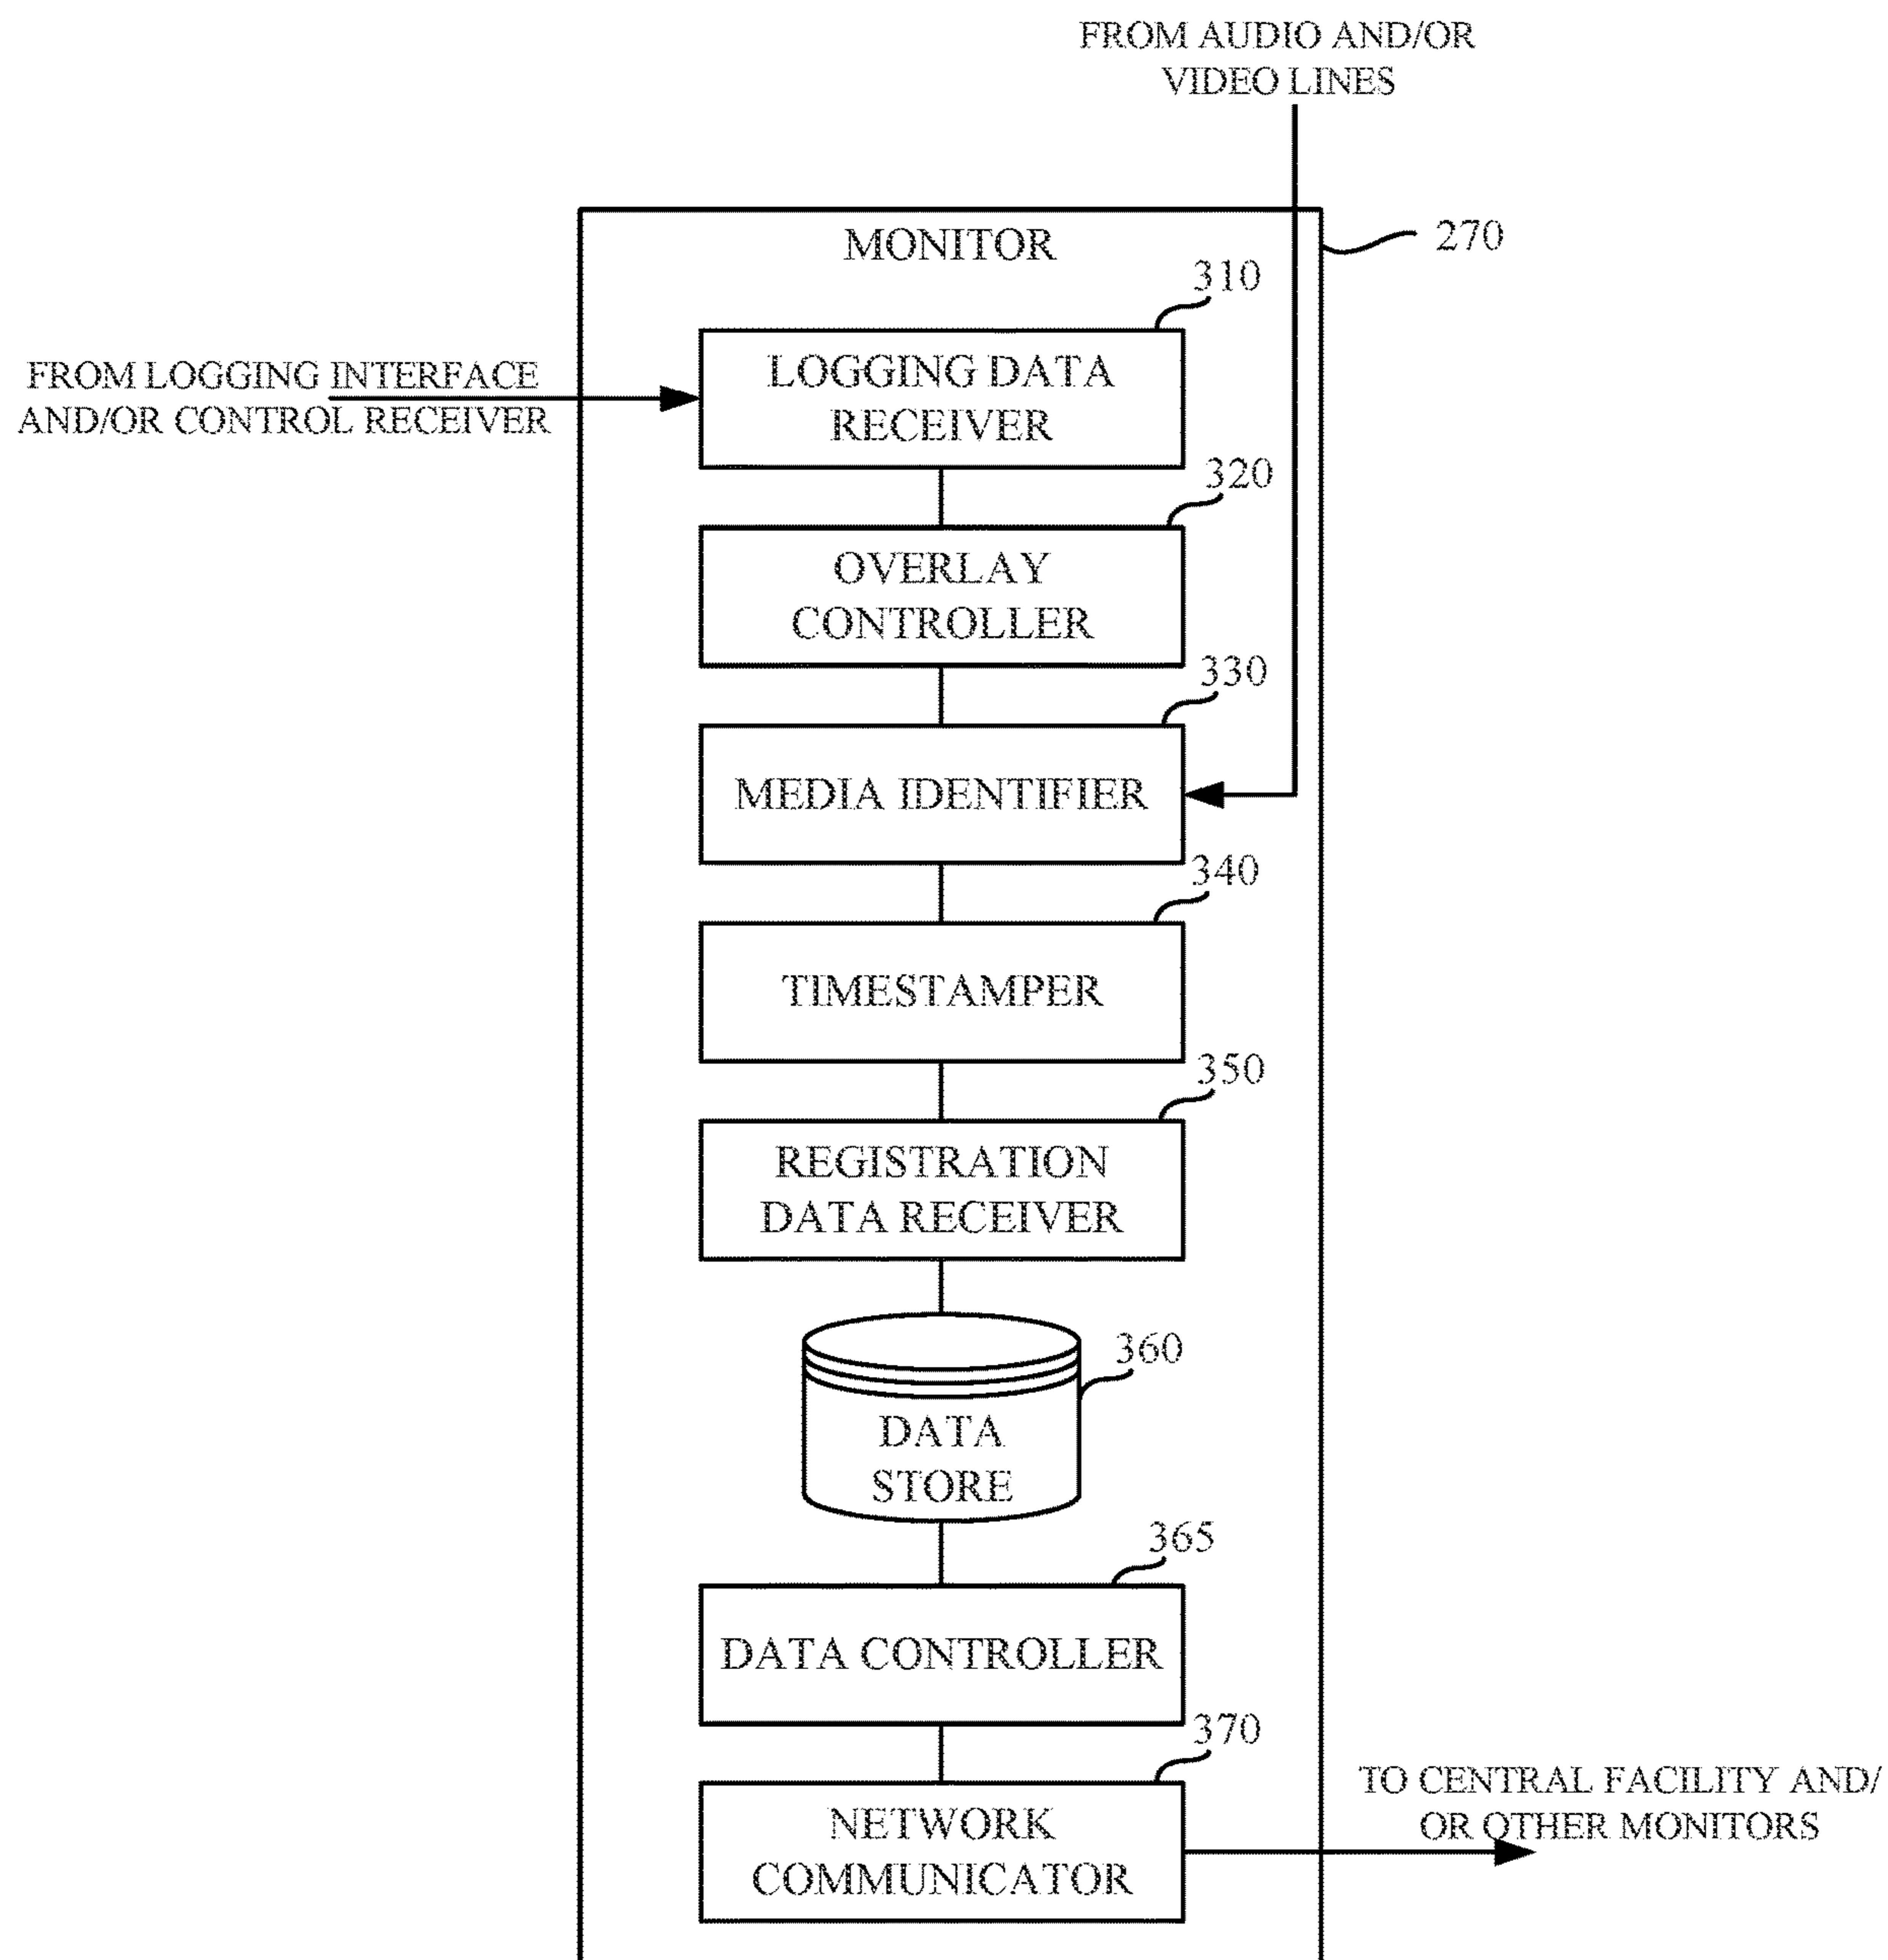 FROM AUDIO AND/OR
VIDEO LINES
MONITOR
270
310
FROM LOGGING INTERFACE
AND/OR CONTROL RECEIVER
LOGGING DATA
RECEIVER
320
OVERLAY
CONTROLLER
330
MEDIA IDENTIFIER
340
TIMESTAMPER
350
REGISTRATION
DATA RECEIVER
360
DATA
STORE
365
DATA CONTROLLER
370
NETWORK
COMMUNICATOR
TO CENTRAL FACILITY AND/
OR OTHER MONITORS